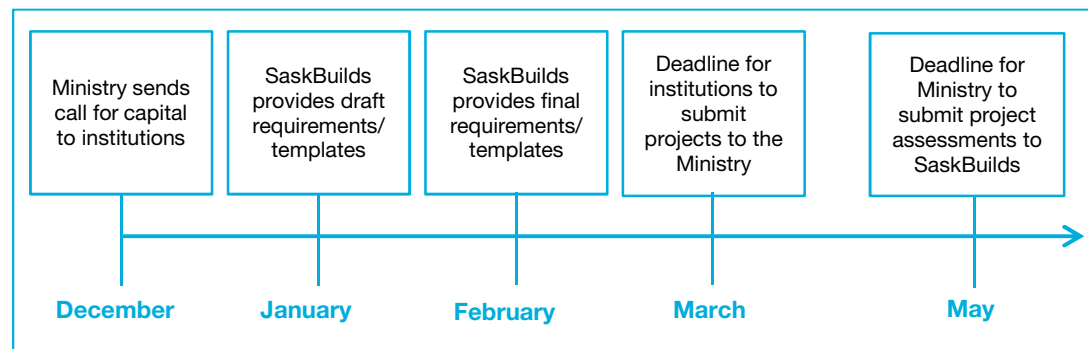 Ministry sends
call for capital
to institutions
SaskBuilds
provides draft
requirements/
templates
SaskBuilds
provides final
requirements/
templates
Deadline for
institutions to
submit
projects to the
Ministry
Deadline for
Ministry to
submit project
assessments to
SaskBuilds
December
January
February
March
May